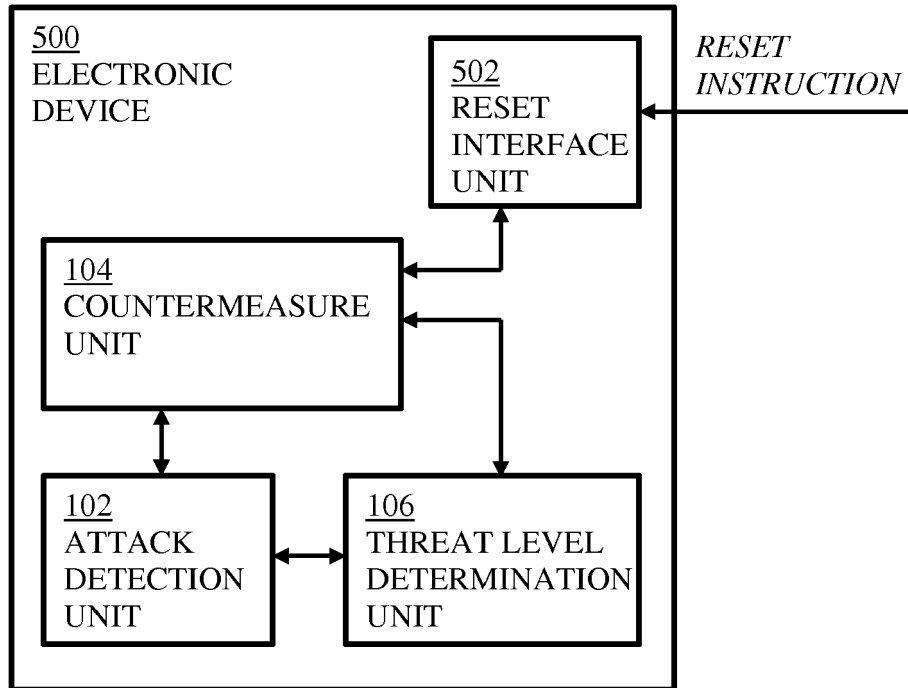 500
ELECTRONIC
DEVICE
502
RESET
INTERFACE
UNIT
RESET
INSTRUCTION
104
COUNTERMEASURE
UNIT
102
ATTACK
DETECTION
UNIT
106
THREAT LEVEL
DETERMINATION
UNIT